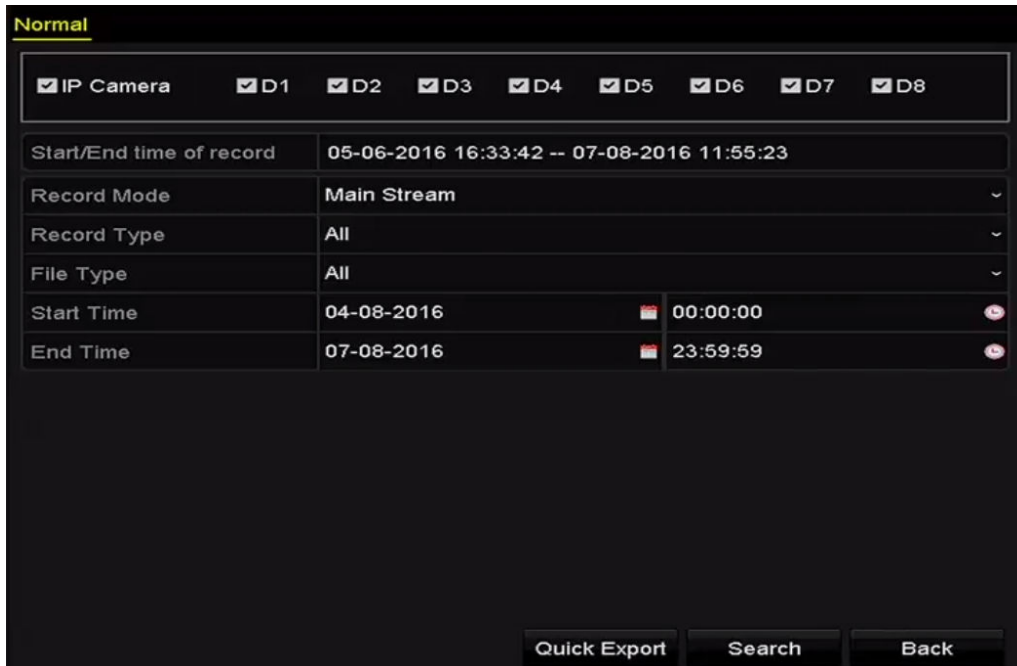 Normal
IP Camera D1 D2 D3 D4 D5 D6 D7 D8
Start/End time of record 05-06-2016 16:33:42 -- 07-08-2016 11:55:23
Record Mode Main Stream
Record Type All
File Type All
Start Time 04-08-2016 00:00:00
End Time 07-08-2016 23:59:59
Quick Export Search Back